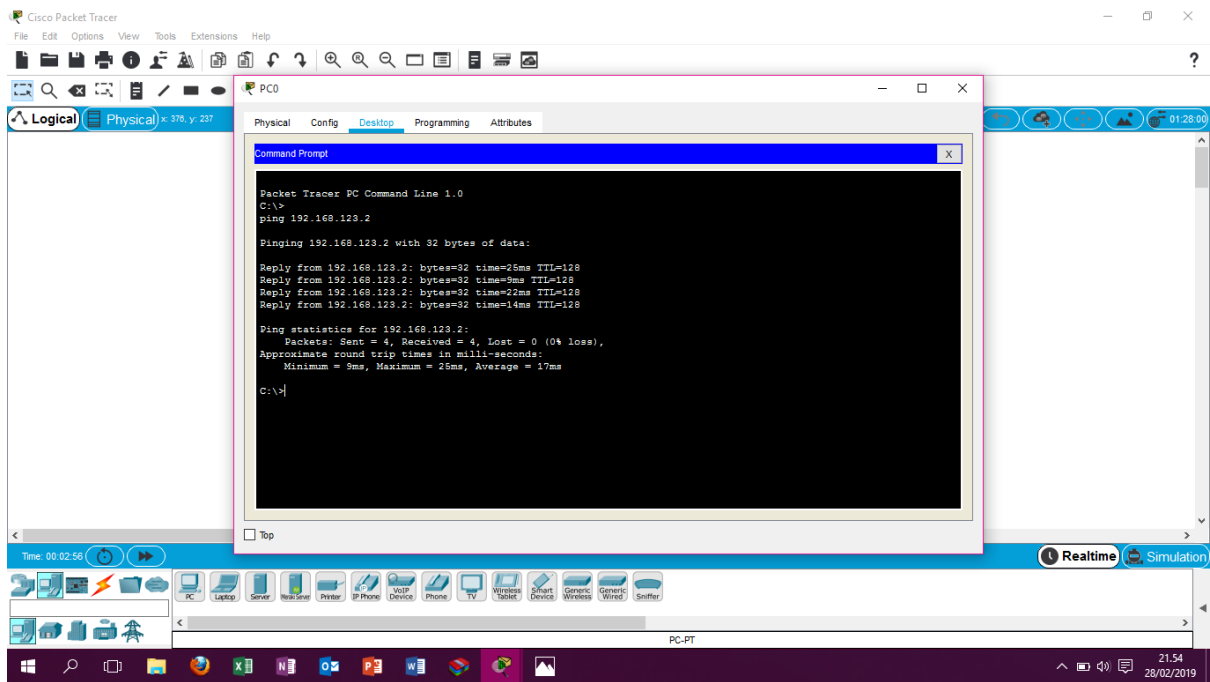 Cisco Packet Tracer
File Edit Options View Tools Extensions Help
?
PC0
Logical Physical x: 376, y: 237
01:28:00
Physical Config Desktop Programming Attributes
Command Prompt
X
Packet Tracer PC Command Line 1.0
C:\>
ping 192.168.123.2
Pinging 192.168.123.2 with 32 bytes of data:
Reply from 192.168.123.2: bytes=32 time=25ms TTL=128
Reply from 192.168.123.2: bytes=32 time=9ms TTL=128
Reply from 192.168.123.2: bytes=32 time=22ms TTL=128
Reply from 192.168.123.2: bytes=32 time=14ms TTL=128
Ping statistics for 192.168.123.2:
Packets: Sent = 4, Received = 4, Lost = 0 (0% loss),
Approximate round trip times in milli-seconds:
Minimum = 9ms, Maximum = 25ms, Average = 17ms
C:\>
Top
Time: 00:02:56
Realtime Simulation
PC Laptop Server Printer IP Phone VoIP Device Phone TV Wireless Tablet Smart Device Generic Wireless Generic Wired Sniffer
PC-PT
21.54
28/02/2019